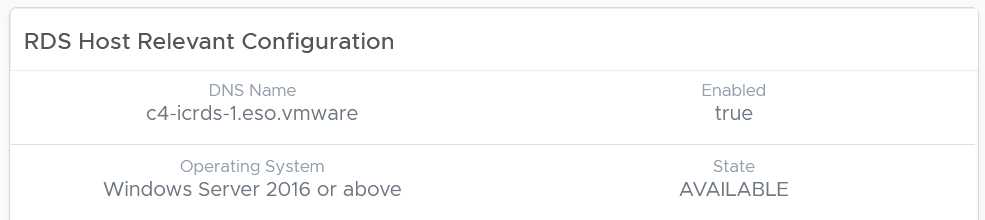 RDS Host Relevant Configuration
DNS Name
c4-icrds-1.eso.vmware
Enabled
true
Operating System
Windows Server 2016 or above
State
AVAILABLE